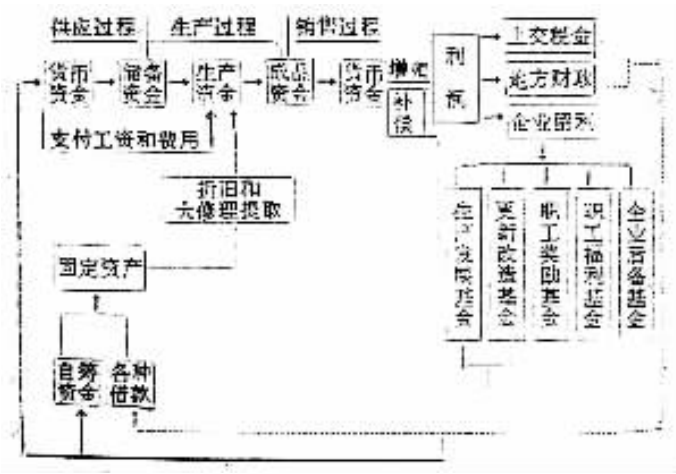 供应过程 生产过程 销售过程
货币 储备 生产 成品 货币 增值 利 上交税金
资金 资金 资金 资金 资金 补偿 润 地方财政
支付工资和费用 企业留利
折旧和
大修理提取
固定资产
自筹 各种
资金 借款
生产发展基金
更新改造基金
职工奖励基金
职工福利基金
企业后备基金